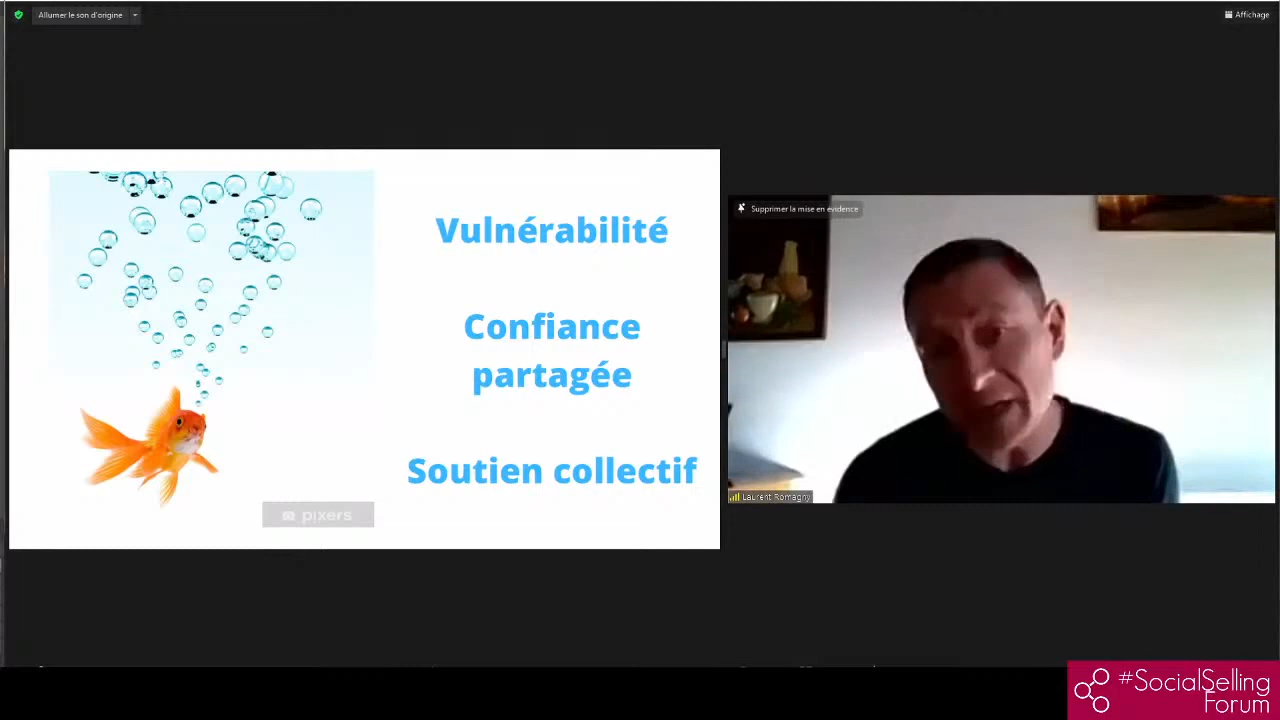 Allumer le son d'origine
Affichage
Vulnérabilité
Confiance
partagée
Soutien collectif
pixers
Supprimer la mise en evidence
Laurent Romagny
#SocialSelling
Forum